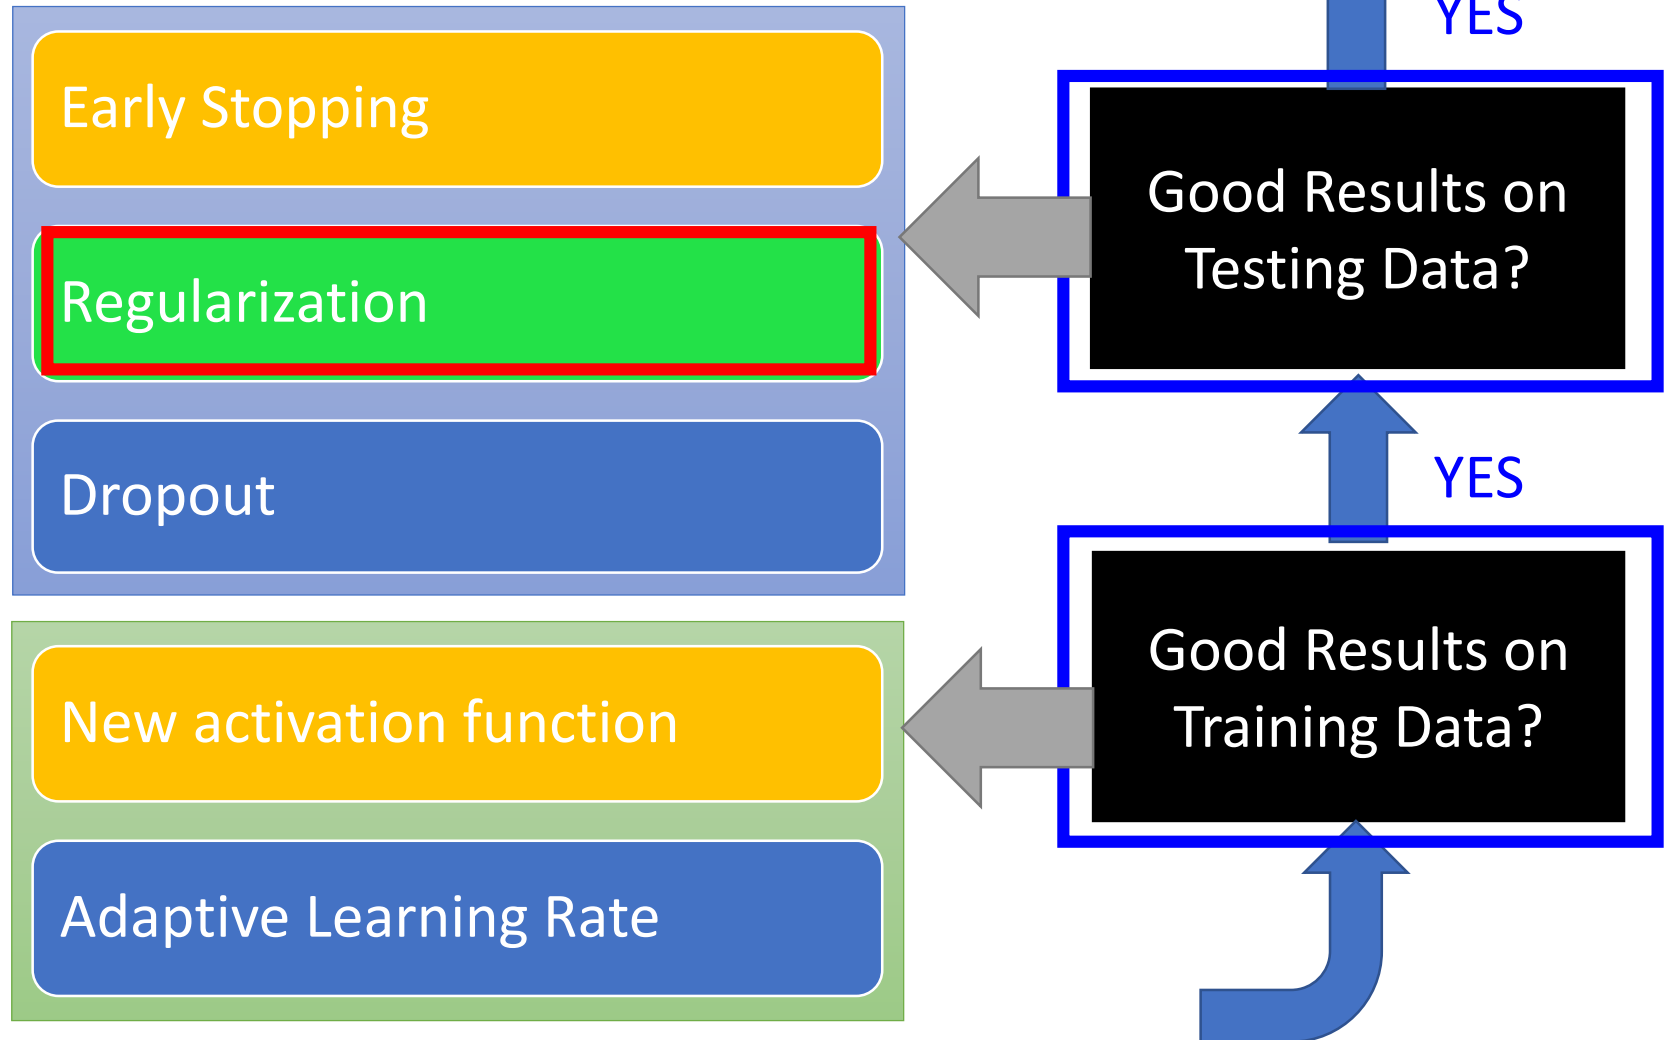 Early Stopping
Regularization
Dropout
New activation function
Adaptive Learning Rate
YES
Good Results on
Testing Data?
YES
Good Results on
Training Data?